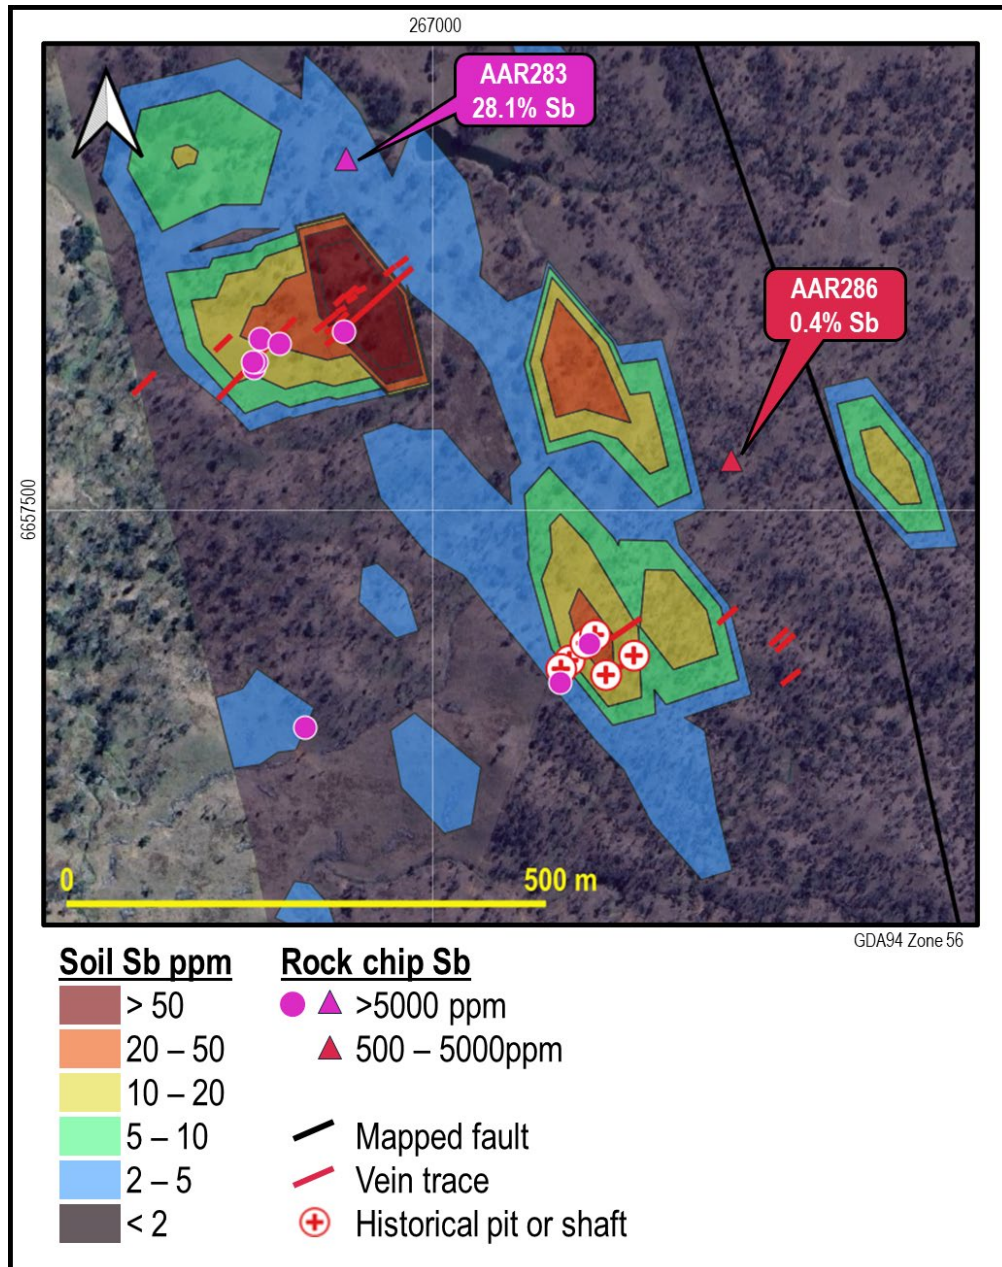 267000
AAR283
28.1% Sb
AAR286
0.4% Sb
6657500
0
500 m
GDA94 Zone 56
Soil Sb ppm
> 50
20 – 50
10 – 20
5 – 10
2 – 5
< 2
Rock chip Sb
>5000 ppm
500 – 5000ppm
Mapped fault
Vein trace
Historical pit or shaft